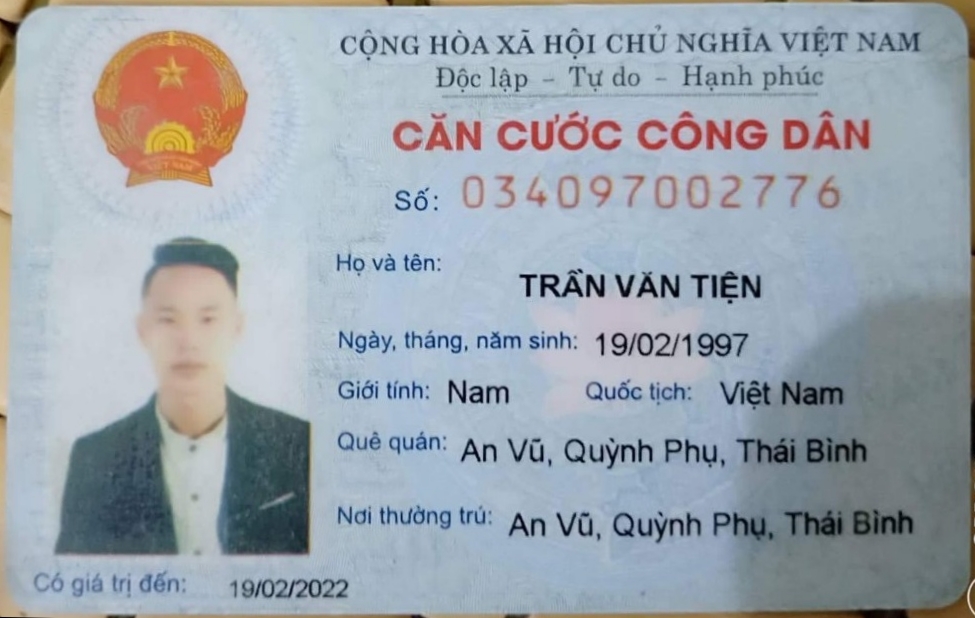 CỘNG HÒA XÃ HỘI CHỦ NGHĨA VIỆT NAM
Độc lập - Tự do - Hạnh phúc
CĂN CƯỚC CÔNG DÂN
Số: 034097002776
Họ và tên:
TRẦN VĂN TIỆN
Ngày, tháng, năm sinh: 19/02/1997
Giới tính: Nam Quốc tịch: Việt Nam
Quê quán: An Vũ, Quỳnh Phụ, Thái Bình
Nơi thường trú: An Vũ, Quỳnh Phụ, Thái Bình
Có giá trị đến: 19/02/2022